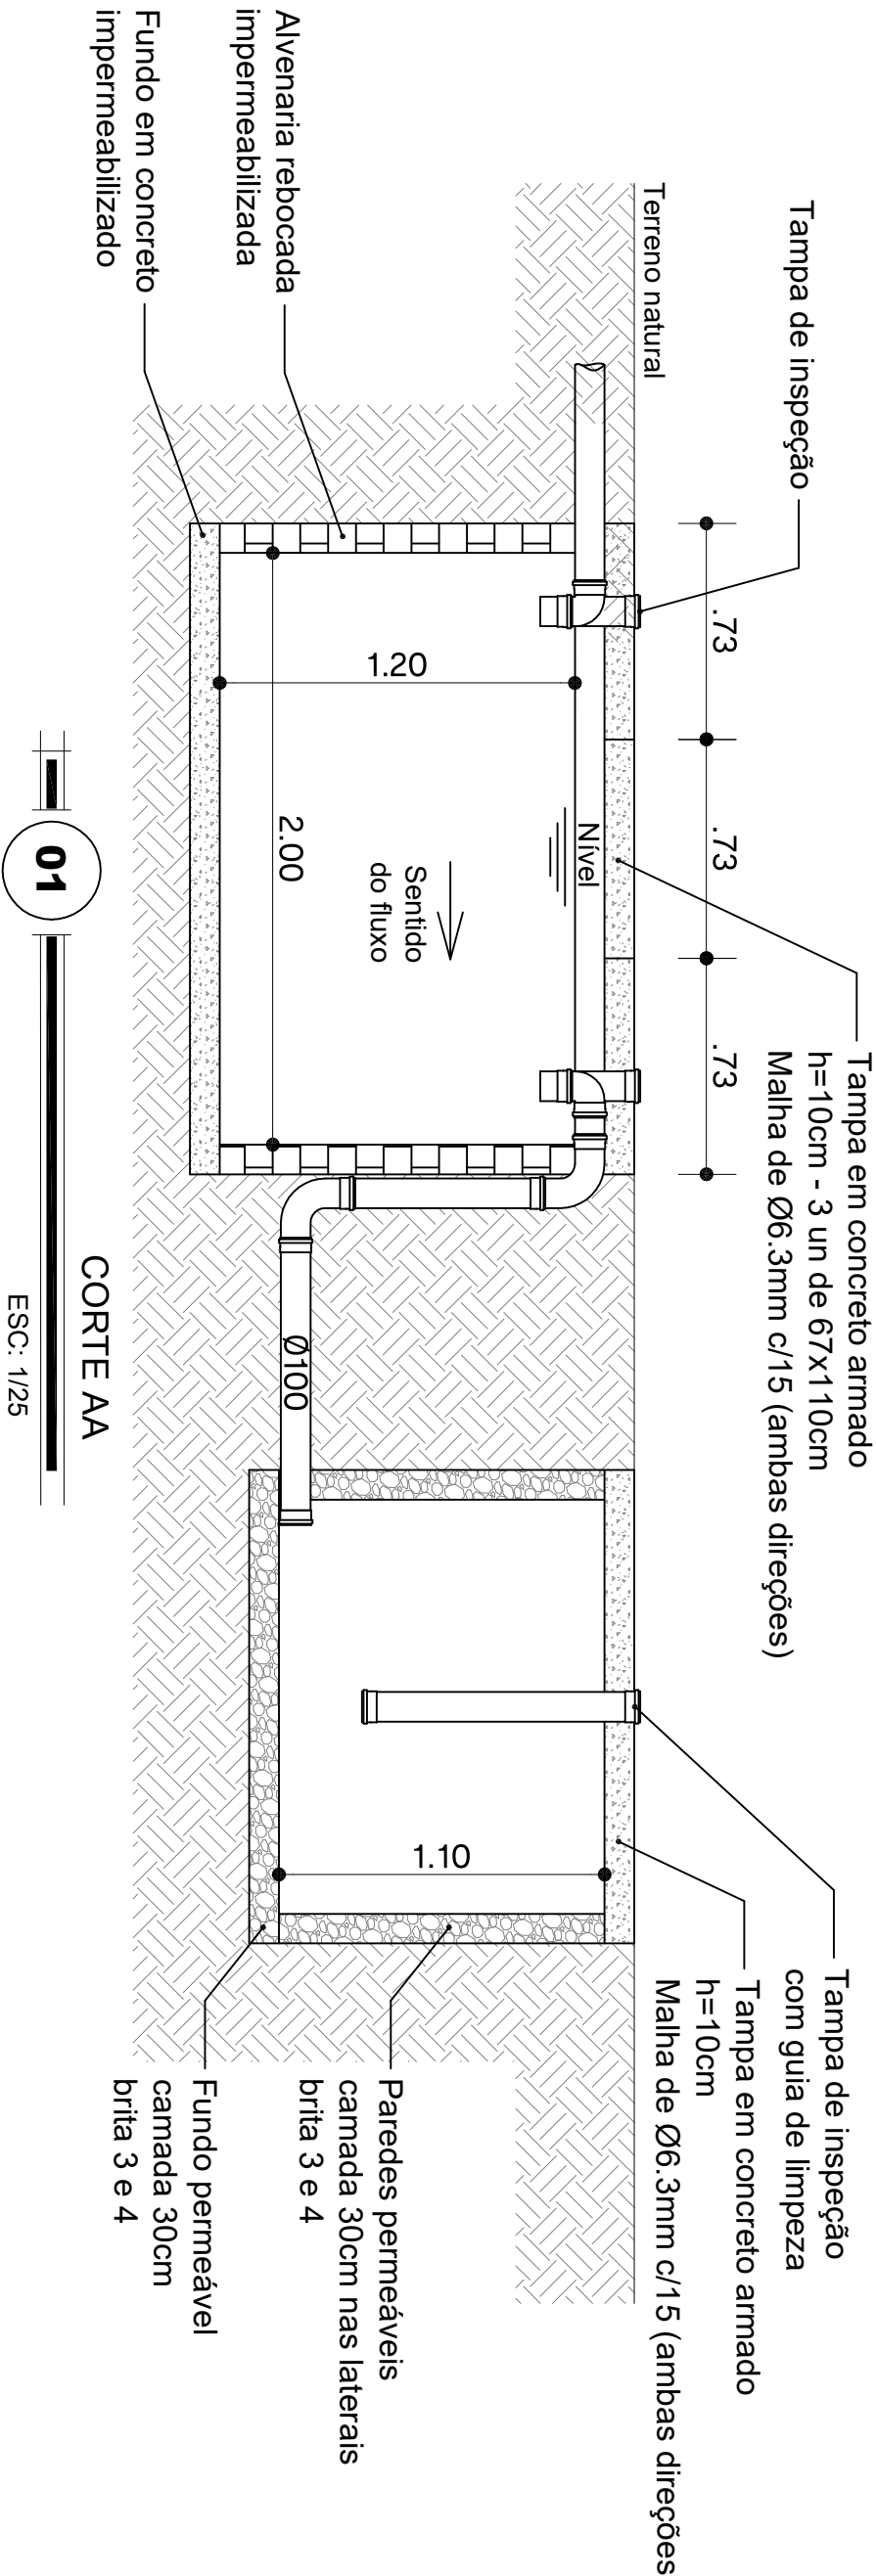 Tampa em concreto armado
h=10cm - 3 un de 67x110cm
Malha de Ø6.3mm c/15 (ambas direções)
Tampa de inspeção
Tampa de inspeção
com guia de limpeza
Tampa em concreto armado
h=10cm
Malha de Ø6.3mm c/15 (ambas direções
.73
.73
.73
Terreno natural
Nível
1.20
Sentido
do fluxo
2.00
Ø100
1.10
Alvenaria rebocada
impermeabilizada
Fundo em concreto
impermeabilizado
Paredes permeáveis
camada 30cm nas laterais
brita 3 e 4
Fundo permeável
camada 30cm
brita 3 e 4
01
CORTE AA
ESC: 1/25